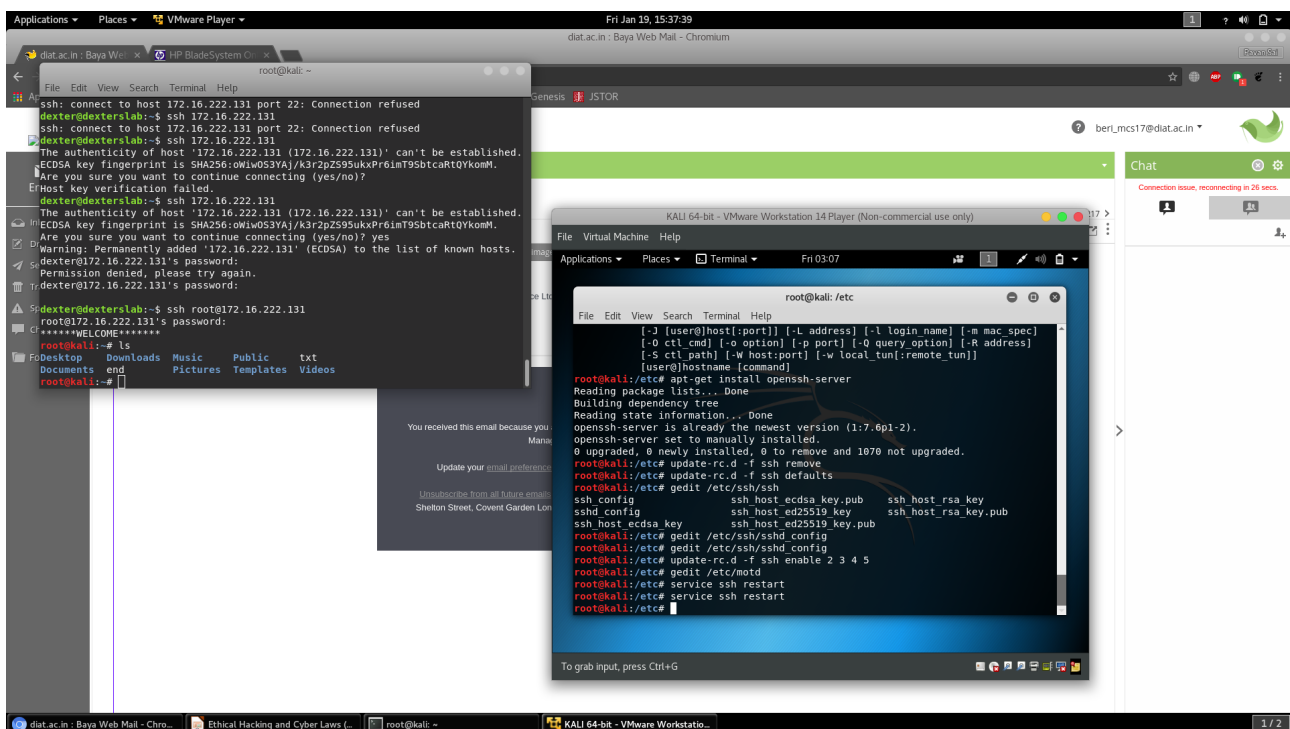 Applications ▾ Places ▾ VMware Player ▾ Fri Jan 19, 15:37:39 1
diat.ac.in : Baya Web Mail - Chromium
diat.ac.in : Baya We × HP BladeSystem On ×
Pavan Sai
Genesis JSTOR
root@kali: ~
File Edit View Search Terminal Help
ssh: connect to host 172.16.222.131 port 22: Connection refused
dexter@dexterslab:~$ ssh 172.16.222.131
ssh: connect to host 172.16.222.131 port 22: Connection refused
dexter@dexterslab:~$ ssh 172.16.222.131
The authenticity of host '172.16.222.131 (172.16.222.131)' can't be established.
ECDSA key fingerprint is SHA256:oWiwOS3YAj/k3r2pZS95ukxPr6imT9SbtcaRtQYkomM.
Are you sure you want to continue connecting (yes/no)?
Host key verification failed.
dexter@dexterslab:~$ ssh 172.16.222.131
The authenticity of host '172.16.222.131 (172.16.222.131)' can't be established.
ECDSA key fingerprint is SHA256:oWiwOS3YAj/k3r2pZS95ukxPr6imT9SbtcaRtQYkomM.
Are you sure you want to continue connecting (yes/no)? yes
Warning: Permanently added '172.16.222.131' (ECDSA) to the list of known hosts.
dexter@172.16.222.131's password:
Permission denied, please try again.
dexter@172.16.222.131's password:
dexter@dexterslab:~$ ssh root@172.16.222.131
root@172.16.222.131's password:
******WELCOME*******
root@kali:~# ls
Desktop Downloads Music Public txt
Documents end Pictures Templates Videos
root@kali:~#
beri_mcs17@diat.ac.in ▾
Chat
Connection issue, reconnecting in 26 secs.
You received this email because you
Update your email preference
Unsubscribe from all future emails
Shelton Street, Covent Garden Lon
KALI 64-bit - VMware Workstation 14 Player (Non-commercial use only)
File Virtual Machine Help
Applications ▾ Places ▾ Terminal ▾ Fri 03:07 1
root@kali: /etc
File Edit View Search Terminal Help
[-J [user@]host[:port]] [-L address] [-l login_name] [-m mac_spec]
[-O ctl_cmd] [-o option] [-p port] [-Q query_option] [-R address]
[-S ctl_path] [-W host:port] [-w local_tun[:remote_tun]]
[user@]hostname [command]
root@kali:/etc# apt-get install openssh-server
Reading package lists... Done
Building dependency tree
Reading state information... Done
openssh-server is already the newest version (1:7.6p1-2).
openssh-server set to manually installed.
0 upgraded, 0 newly installed, 0 to remove and 1070 not upgraded.
root@kali:/etc# update-rc.d -f ssh remove
root@kali:/etc# update-rc.d -f ssh defaults
root@kali:/etc# gedit /etc/ssh/ssh
ssh_config ssh_host_ecdsa_key.pub ssh_host_rsa_key
sshd_config ssh_host_ed25519_key ssh_host_rsa_key.pub
ssh_host_ecdsa_key ssh_host_ed25519_key.pub
root@kali:/etc# gedit /etc/ssh/sshd_config
root@kali:/etc# gedit /etc/ssh/sshd_config
root@kali:/etc# update-rc.d -f ssh enable 2 3 4 5
root@kali:/etc# gedit /etc/motd
root@kali:/etc# service ssh restart
root@kali:/etc# service ssh restart
root@kali:/etc#
To grab input, press Ctrl+G
diat.ac.in : Baya Web Mail - Chro... Ethical Hacking and Cyber Laws (... root@kali: ~ KALI 64-bit - VMware Workstatio... 1 / 2